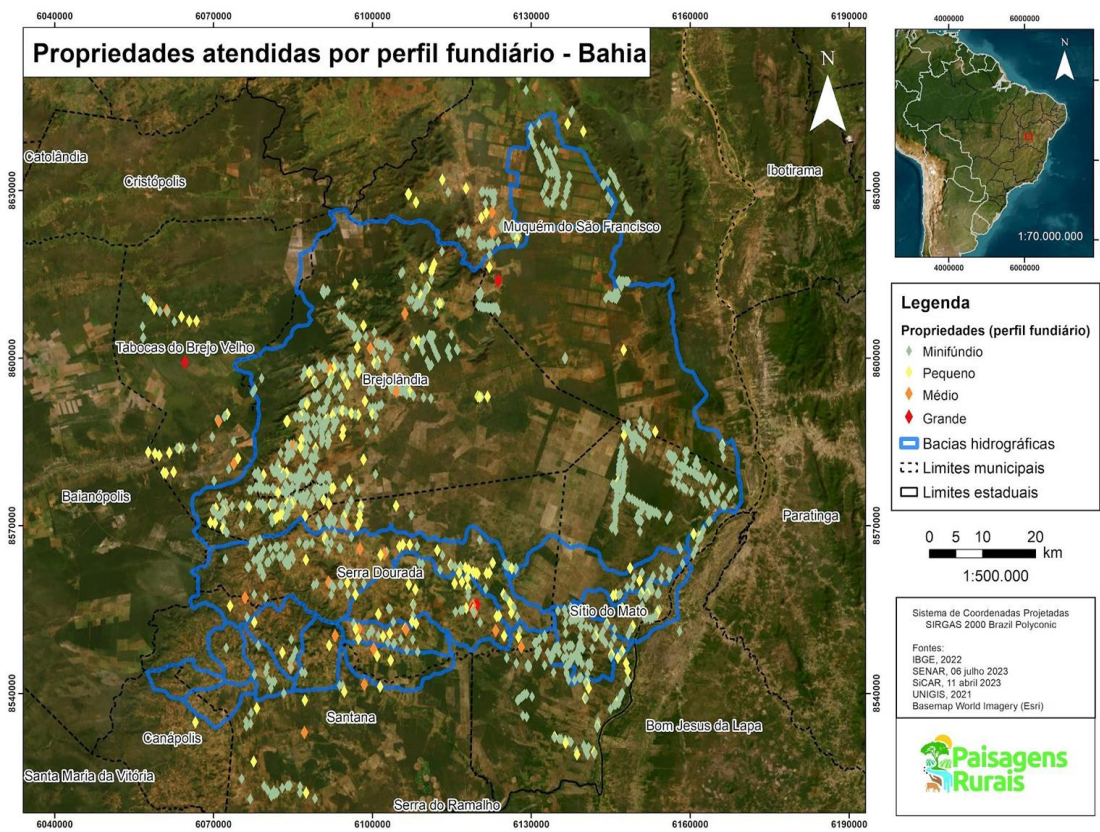 6040000 6070000 6100000 6130000 6160000 6190000
Propriedades atendidas por perfil fundiário - Bahia
N
Catolândia
Cristópolis
Ibotirama
8630000
8630000
Muquém do São Francisco
Tabocas do Brejo Velho
8600000
8600000
Brejolândia
Baianópolis
Paratinga
8570000
8570000
Serra Dourada
Sítio do Mato
8540000
8540000
Santana
Bom Jesus da Lapa
Canápolis
Santa Maria da Vitória
Serra do Ramalho
6040000 6070000 6100000 6130000 6160000 6190000
4000000 6000000
N
1:70.000.000
4000000 6000000
Legenda
Propriedades (perfil fundiário)
Minifúndio
Pequeno
Médio
Grande
Bacias hidrográficas
Limites municipais
Limites estaduais
0 5 10 20
km
1:500.000
Sistema de Coordenadas Projetadas
SIRGAS 2000 Brazil Polyconic
Fontes:
IBGE, 2022
SENAR, 06 julho 2023
SiCAR, 11 abril 2023
UNIGIS, 2021
Basemap World Imagery (Esri)
Paisagens
Rurais